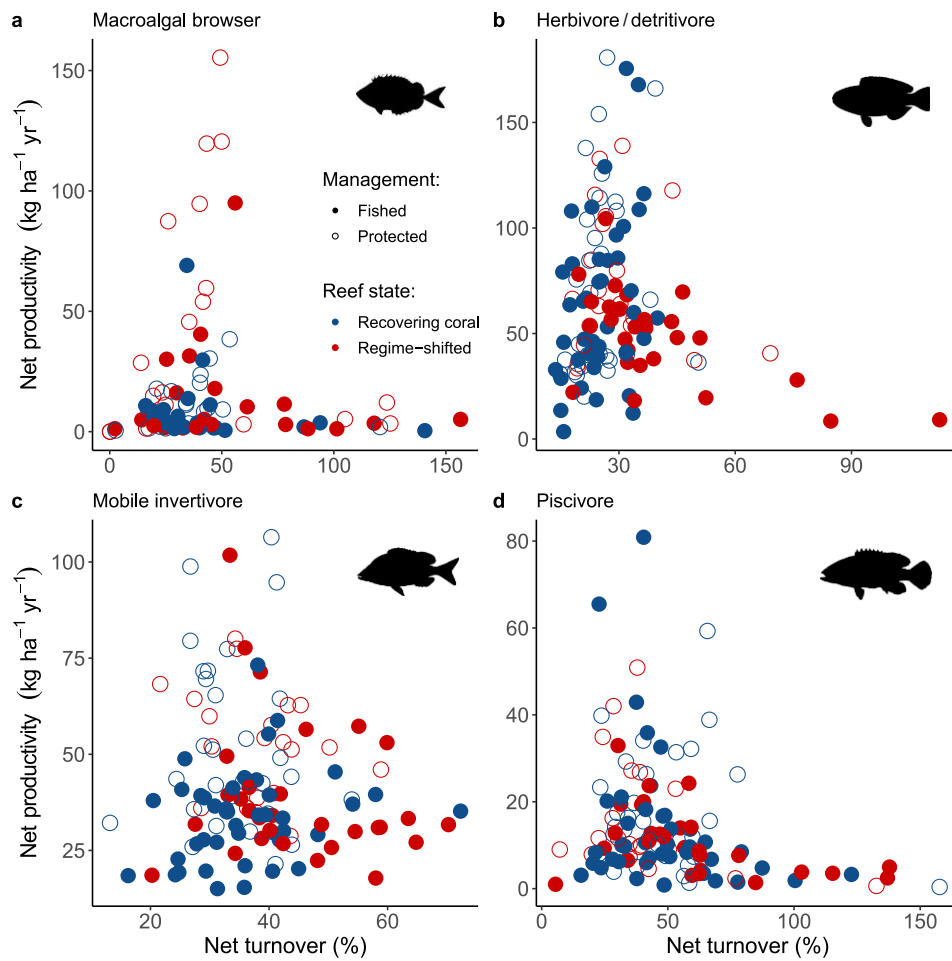 a Macroalgal browser
Net productivity (kg ha⁻¹ yr⁻¹)
150
100
50
0
0 50 100 150
Management:
Fished
Protected
Reef state:
Recovering coral
Regime-shifted
b Herbivore / detritivore
150
100
50
0
30 60 90
c Mobile invertivore
Net productivity (kg ha⁻¹ yr⁻¹)
100
75
50
25
20 40 60
Net turnover (%)
d Piscivore
80
60
40
20
0
0 50 100 150
Net turnover (%)